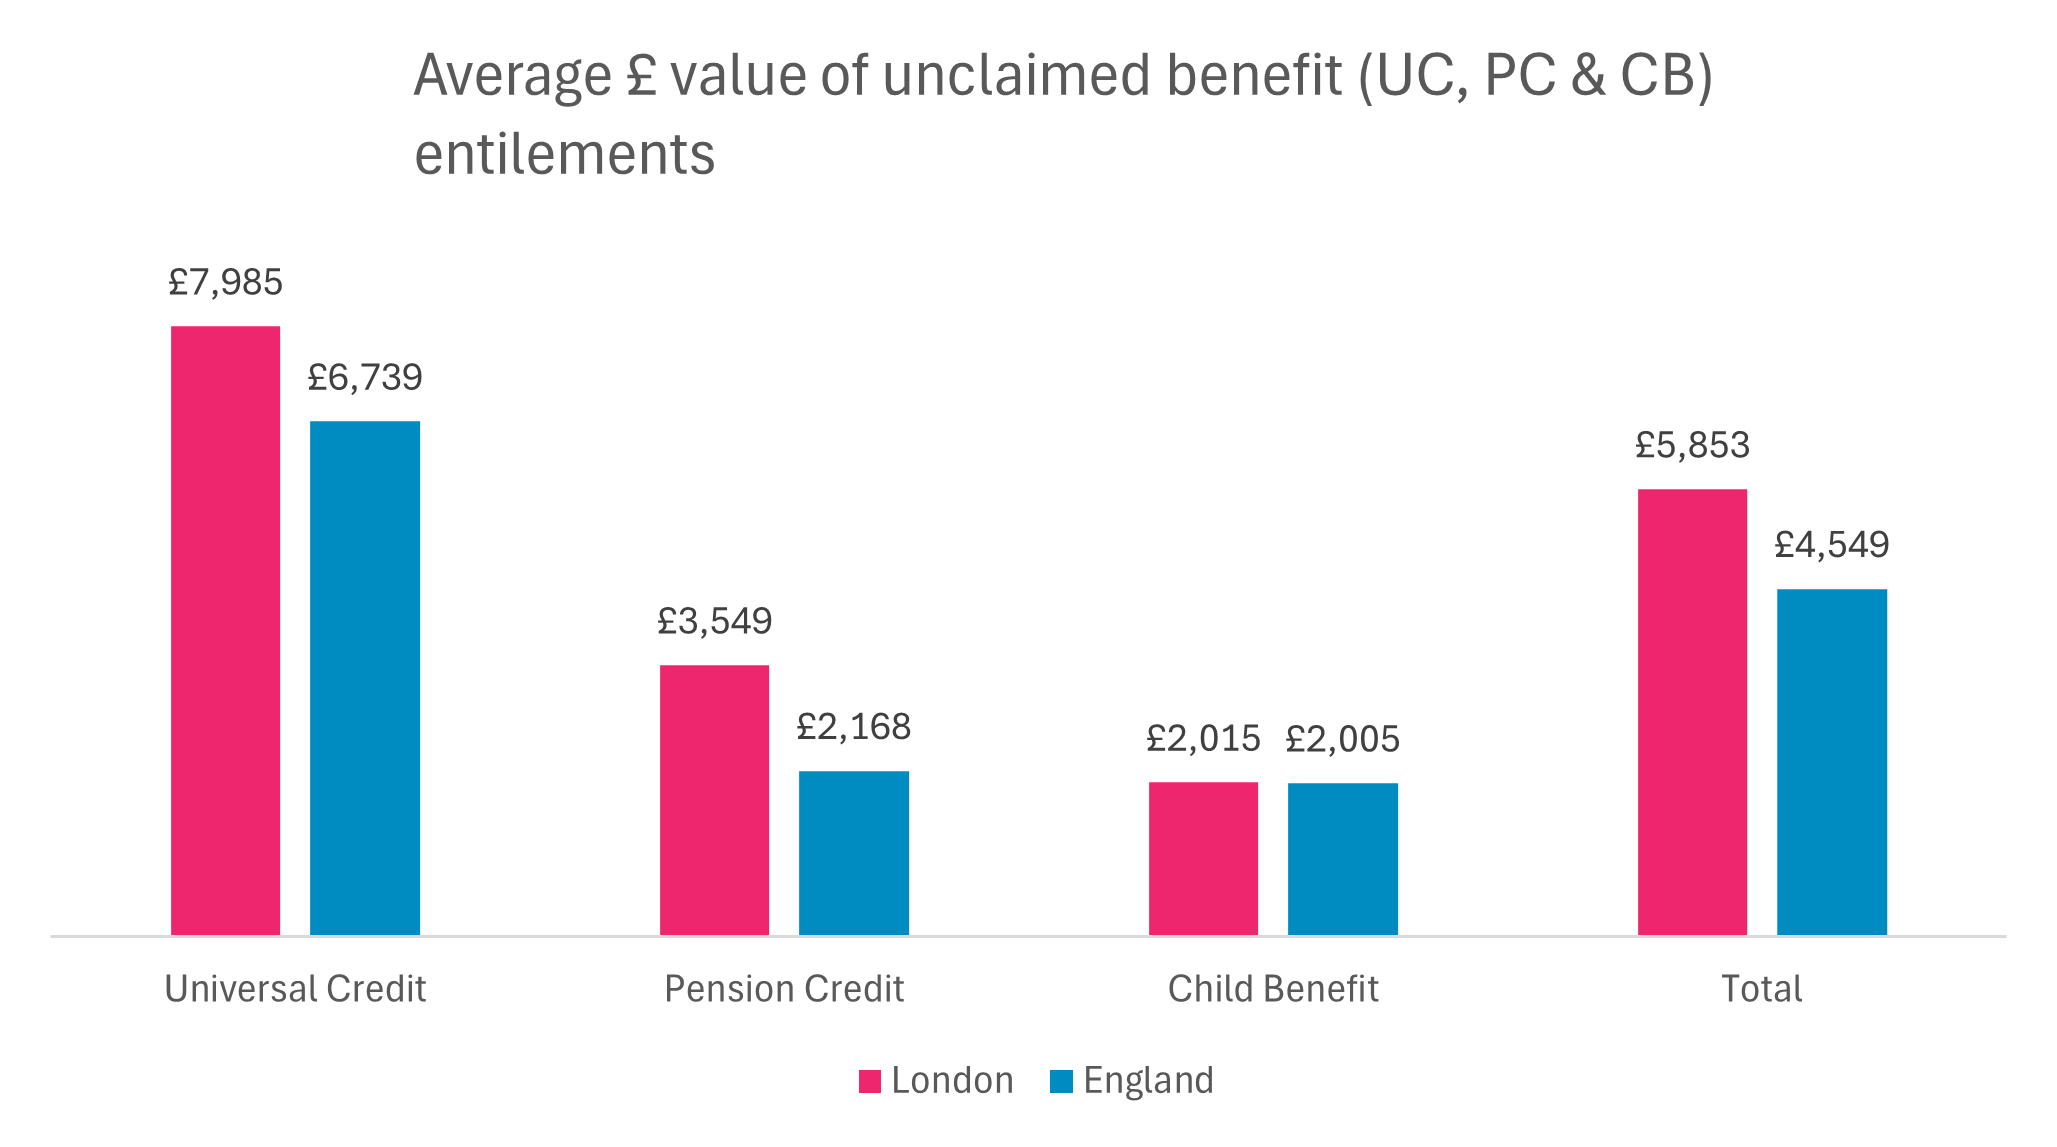 Average £ value of unclaimed benefit (UC, PC & CB)
entilements
£7,985
£6,739
£3,549
£2,168
£2,015
£2,005
£5,853
£4,549
Universal Credit
Pension Credit
Child Benefit
Total
London
England